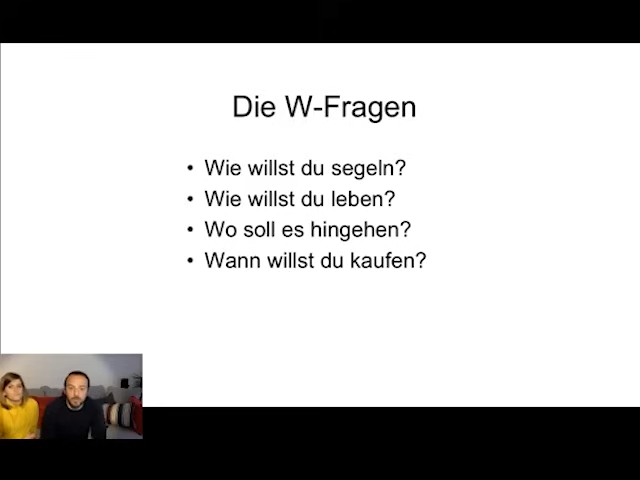 Die W-Fragen
• Wie willst du segeln?
• Wie willst du leben?
• Wo soll es hingehen?
• Wann willst du kaufen?